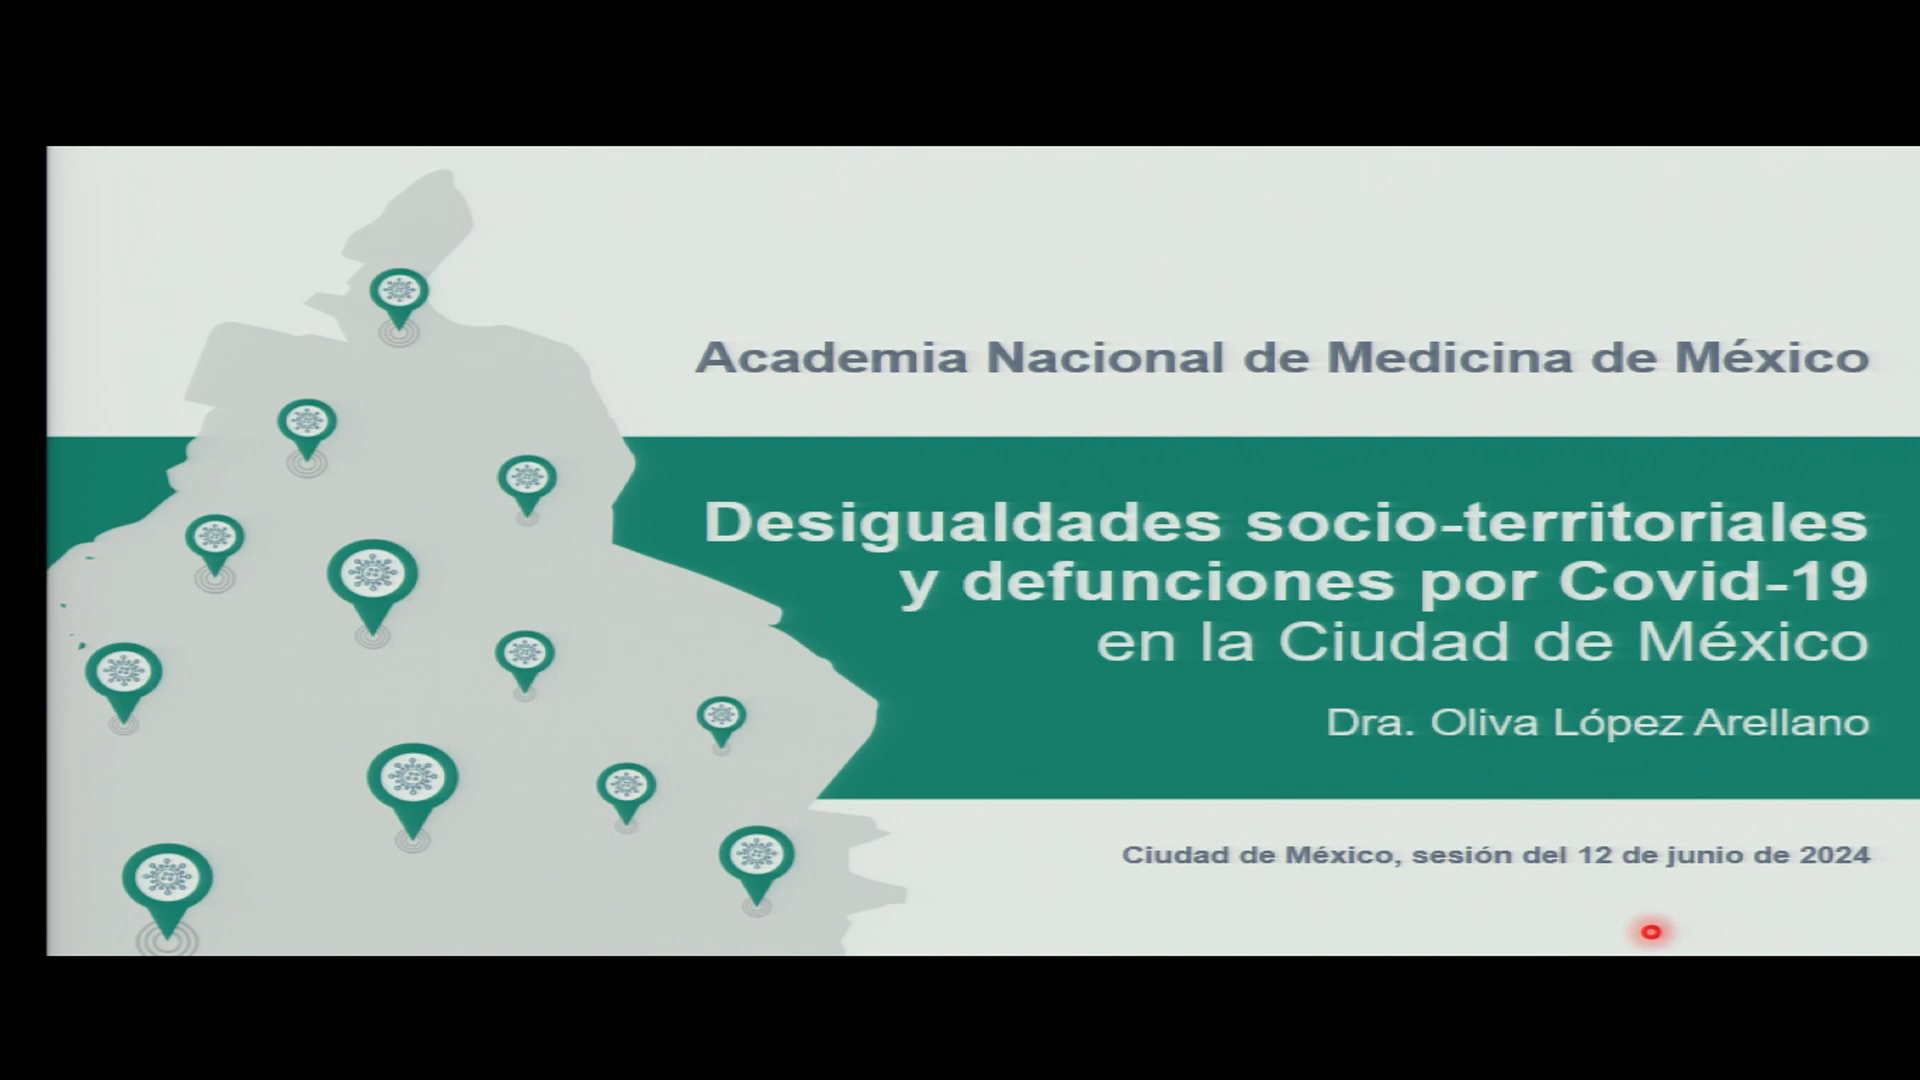 Academia Nacional de Medicina de México
Desigualdades socio-territoriales
y defunciones por Covid-19
en la Ciudad de México
Dra. Oliva López Arellano
Ciudad de México, sesión del 12 de junio de 2024